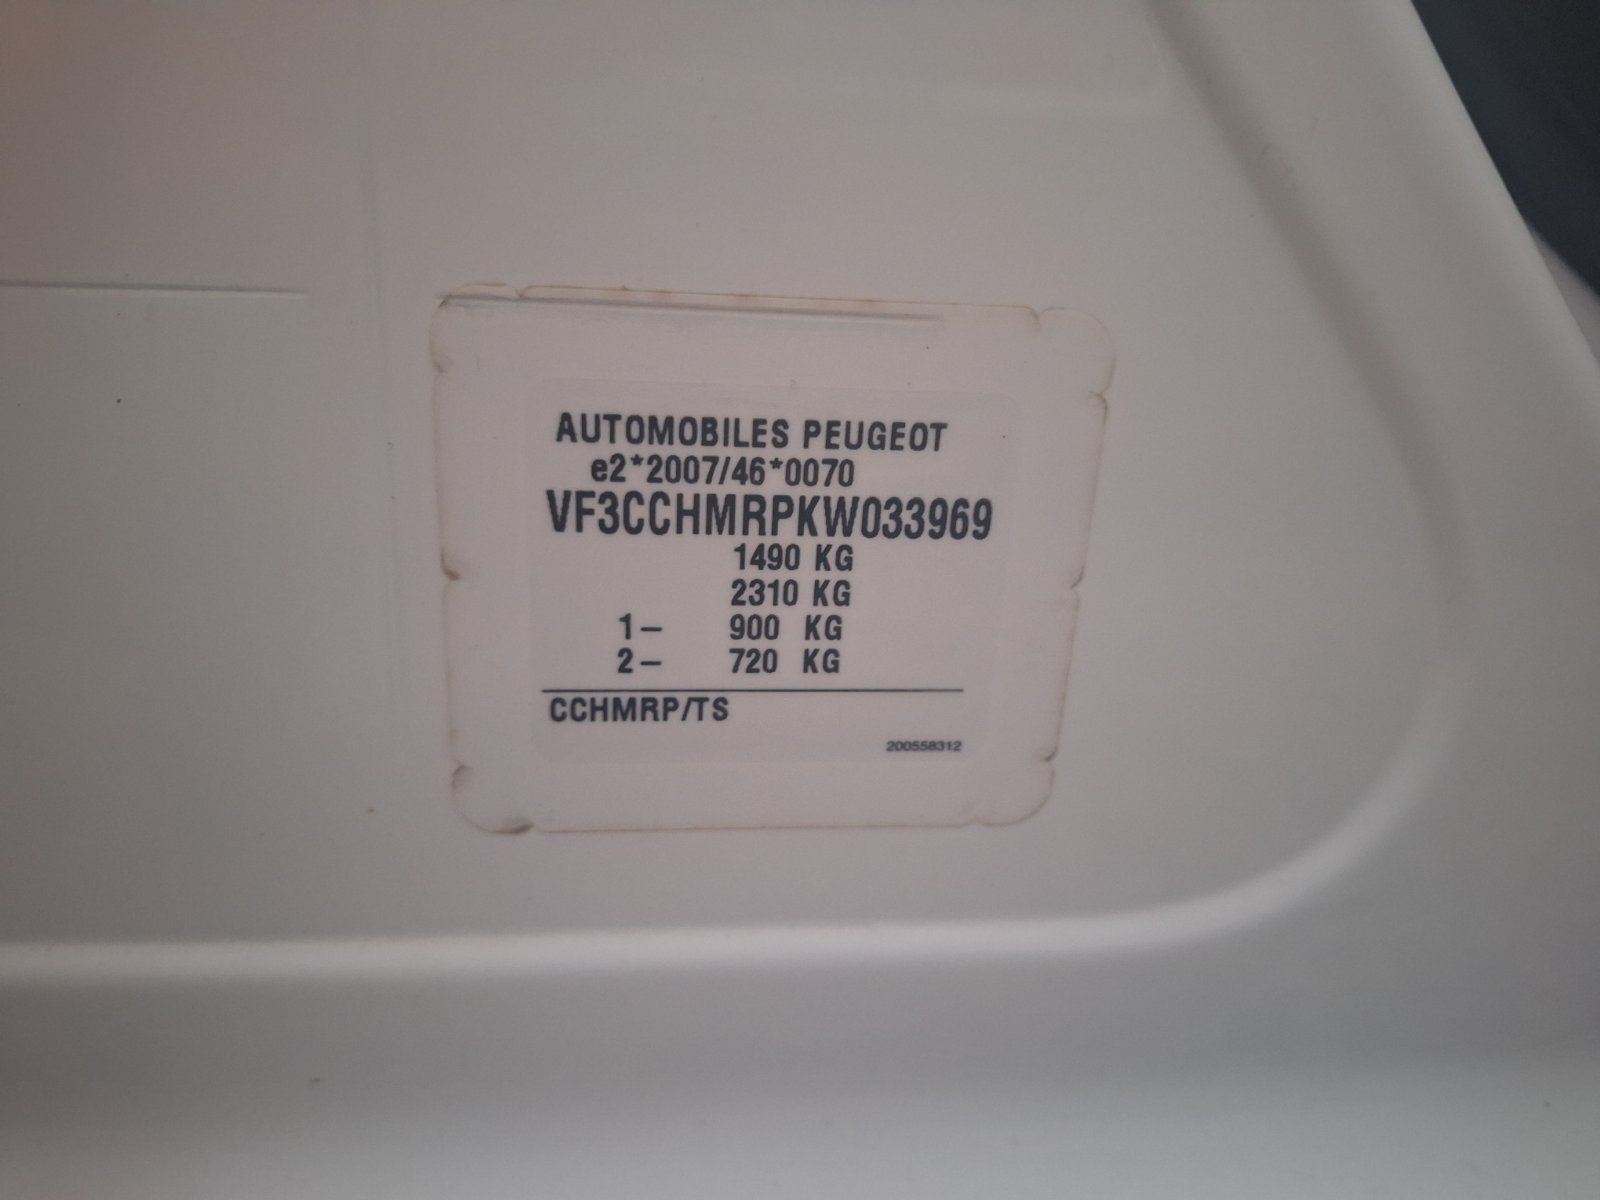 AUTOMOBILES PEUGEOT
e2*2007/46*0070
VF3CCHMRPKW033969
1490 KG
2310 KG
1- 900 KG
2- 720 KG
CCHMRP/TS
200558312